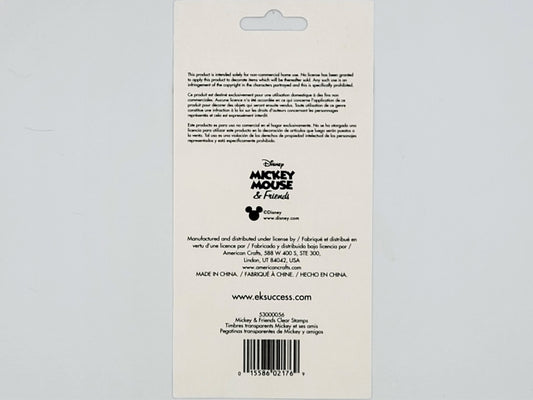 This product is intended solely for non-commercial home use. No license has been granted
to apply this product to decorate items which will be thereafter sold. Any such use is an
infringement of the copyright in the characters portrayed and this is specifically prohibited.
Ce produit est destiné exclusivement pour une utilisation domestique à des fins non
commerciales. Aucune licence n'a été accordée en ce qui concerne l'application de ce
produit pour décorer des objets qui seront ensuite vendus. Toute utilisation de ce genre
constitue une infraction à la loi sur les droits d'auteurs concernant les personnages
représentés et cela est expressément interdit.
Este producto es para uso no comercial en el hogar exclusivamente. No se ha otorgado una
licencia para utilizar este producto en la decoración de artículos que luego serán puestos a
la venta. Tal uso es una violación de los derechos de propiedad intelectual de los personajes
representados y está específicamente prohibido.
Disney
MICKEY
MOUSE
& Friends
©Disney
www.disney.com
Manufactured and distributed under license by / Fabriqué et distribué en
vertu d'une licence por / Fabricado y distribuido bajo licencia por /
American Crafts, 588 W 400 S, STE 300,
Lindon, UT 84042, USA
www.americancrafts.com
MADE IN CHINA. / FABRIQUÉ À CHINE. / HECHO EN CHINA.
www.eksuccess.com
53000056
Mickey & Friends Clear Stamps
Timbres transparents Mickey et ses amis
Pegatinas transparentes de Mickey y amigos
0 15586 02176 9